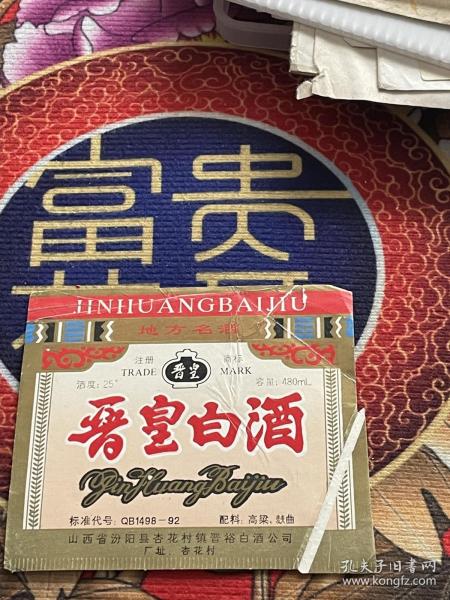 富贵
JINHUANGBAIJIU
地方名酒
注册 商标
TRADE 晋皇 MARK
酒度：25° 容量：480mL
晋皇白酒
JinHuangBaijiu
标准代号：QB1498-92 配料：高梁、麸曲
山西省汾阳县杏花村镇晋裕白酒公司
厂址：杏花村
孔夫子旧书网
www.kongfz.com